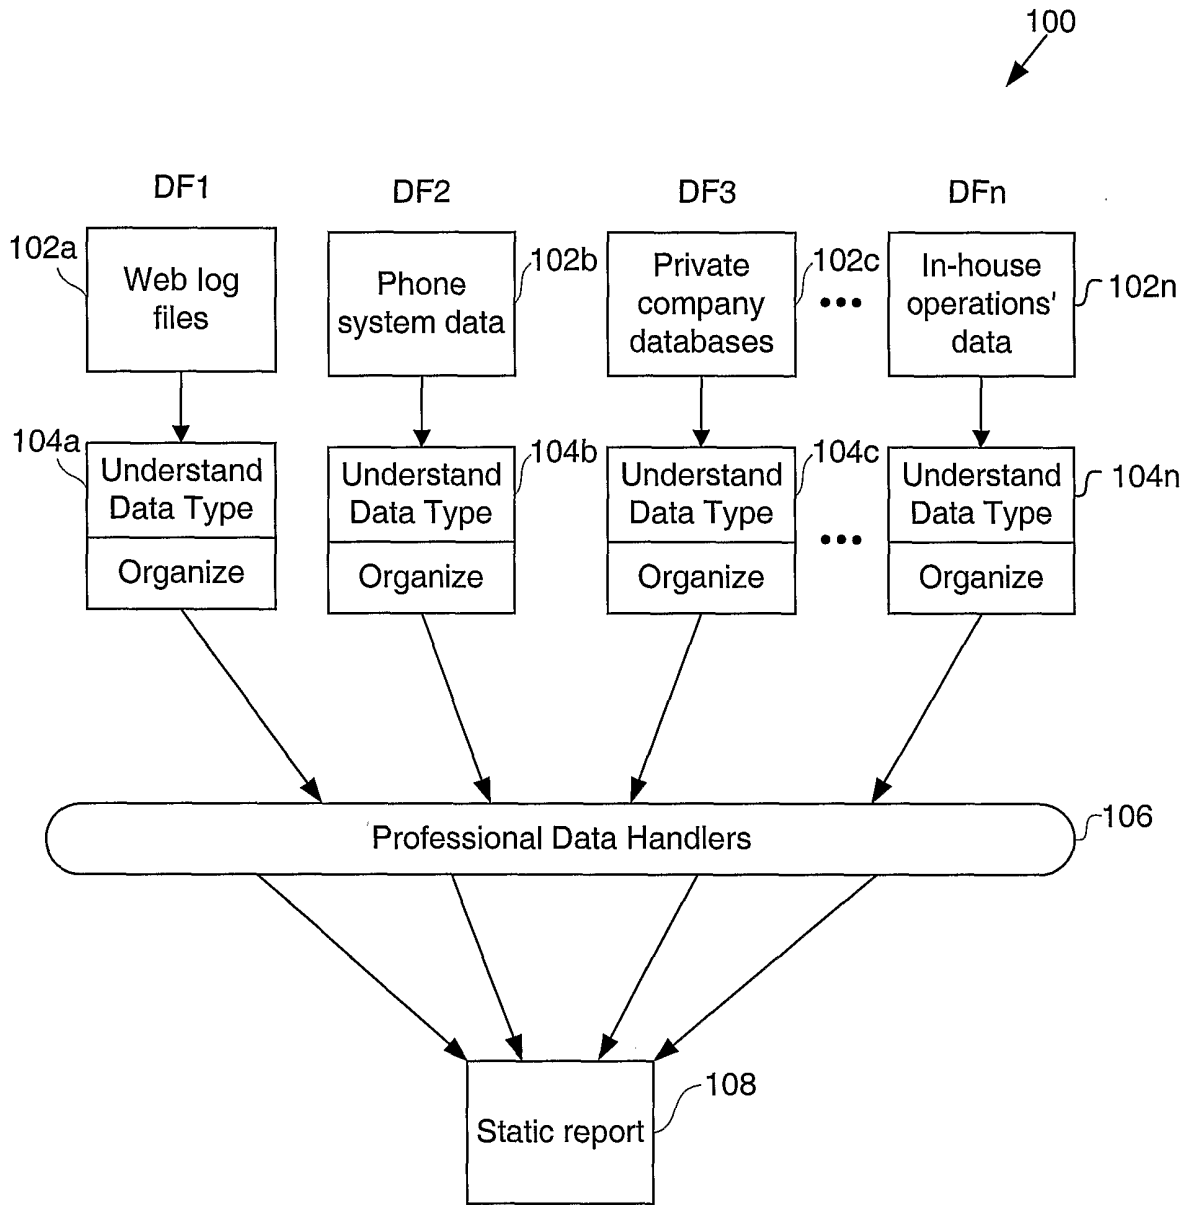 100
DF1
DF2
DF3
DFn
102a
Web log
files
Phone
system data
102b
Private
company
databases
102c
•••
In-house
operations'
data
102n
104a
Understand
Data Type
Organize
Understand
Data Type
Organize
104b
Understand
Data Type
Organize
104c
•••
Understand
Data Type
Organize
104n
Professional Data Handlers
106
Static report
108